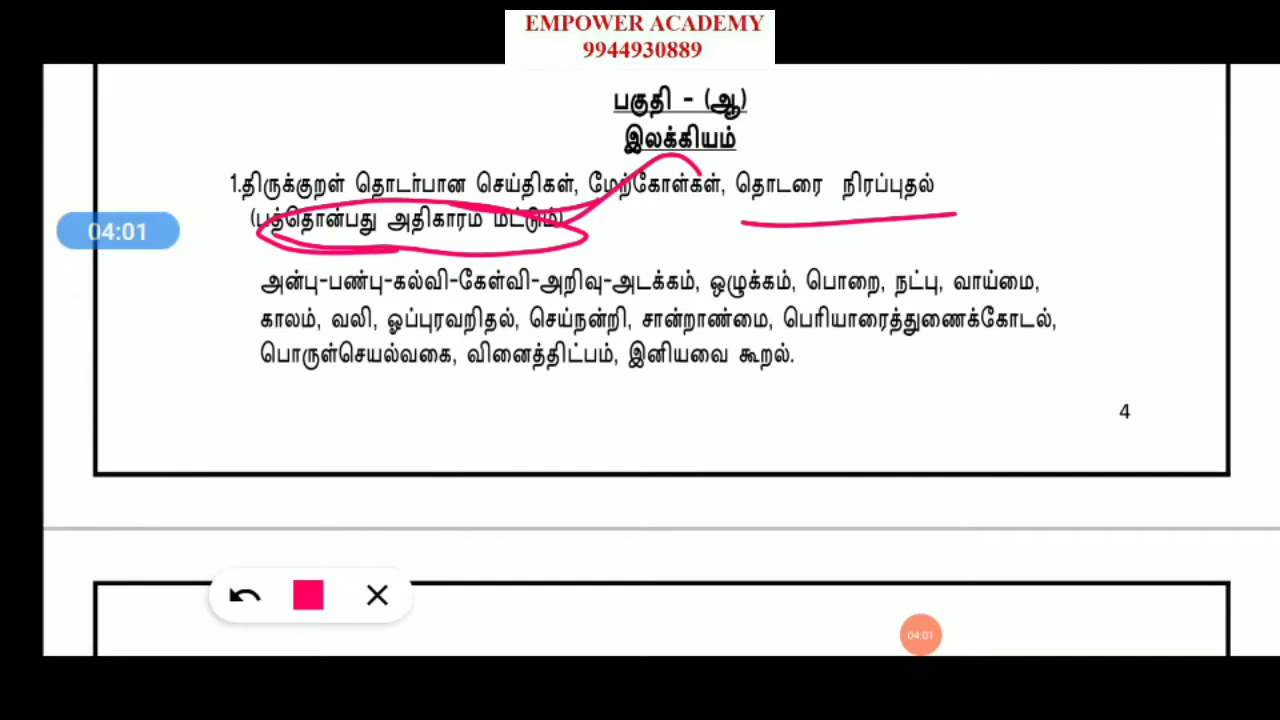 EMPOWER ACADEMY
9944930889
பகுதி - (ஆ)
இலக்கியம்
1.திருக்குறள் தொடர்பான செய்திகள், மேற்கோள்கள், தொடரை நிரப்புதல்
(பத்தொன்பது அதிகாரம் மட்டும்)
04:01
அன்பு-பண்பு-கல்வி-கேள்வி-அறிவு-அடக்கம், ஒழுக்கம், பொறை, நட்பு, வாய்மை,
காலம், வலி, ஒப்புரவறிதல், செய்நன்றி, சான்றாண்மை, பெரியாரைத்துணைக்கோடல்,
பொருள்செயல்வகை, வினைத்திட்பம், இனியவை கூறல்.
4
04:01